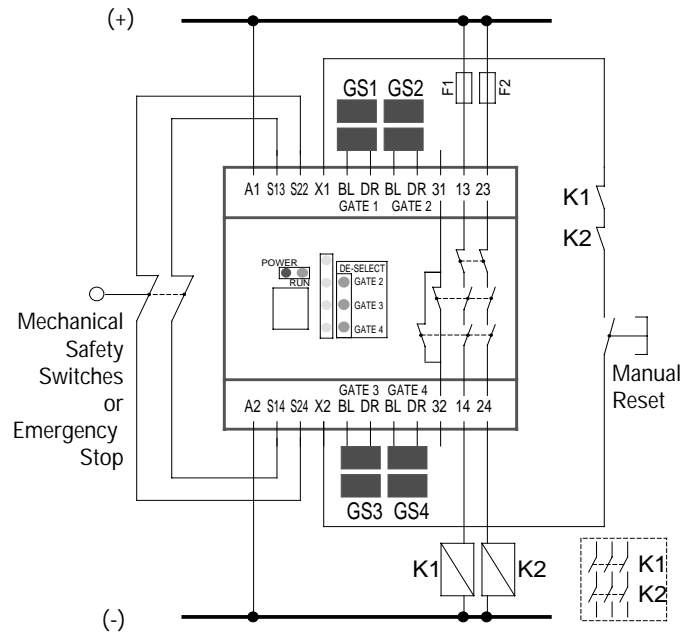 (+)
F1 F2
GS1 GS2
A1 S13 S22 X1 BL DR BL DR 31 13 23
GATE 1 GATE 2
K1
K2
POWER
RUN
DE-SELECT
GATE 2
GATE 3
GATE 4
Mechanical
Safety
Switches
or
Emergency
Stop
Manual
Reset
GATE 3 GATE 4
A2 S14 S24 X2 BL DR BL DR 32 14 24
GS3 GS4
K1 K2
K1
K2
(-)